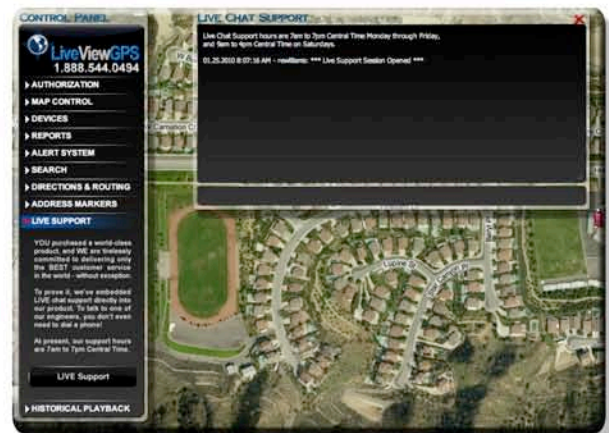 CONTROL PANEL
LiveViewGPS
1.888.544.0494
AUTHORIZATION
MAP CONTROL
DEVICES
REPORTS
ALERT SYSTEM
SEARCH
DIRECTIONS & ROUTING
ADDRESS MARKERS
LIVE SUPPORT
YOU purchased a world-class
product, and WE are tirelessly
committed to delivering only
the BEST customer service
in the world - without exception.
To prove it, we've embedded
LIVE chat support directly into
our product. To talk to one of
our engineers, you don't even
need to dial a phone!
At present, our support hours
are 7am to 7pm Central Time.
LIVE Support
HISTORICAL PLAYBACK
LIVE CHAT SUPPORT
Live Chat Support hours are 7am to 7pm Central Time Monday through Friday,
and 9am to 4pm Central Time on Saturdays.
01.25.2010 8:07:16 AM - *** Live Support Session Opened ***
Carnation C
Lupine St